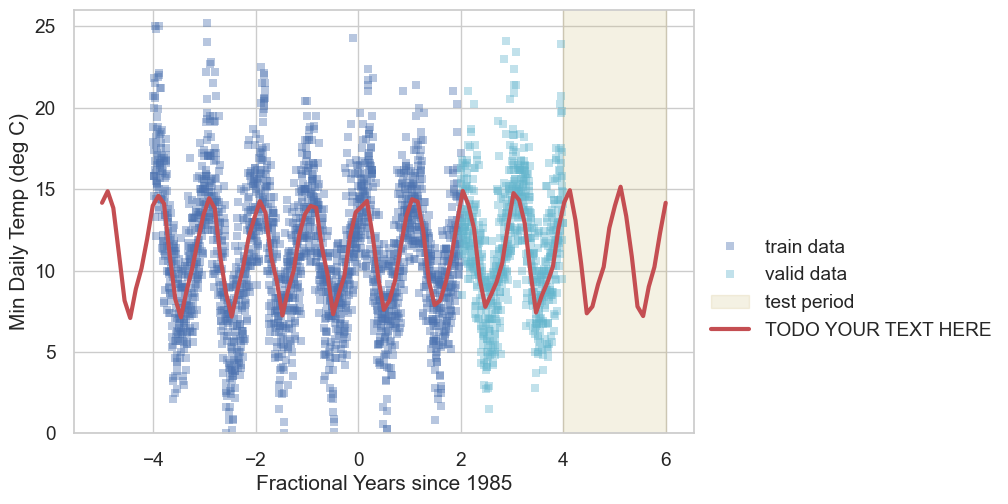 25
20
15
10
5
0
Min Daily Temp (deg C)
−4
−2
0
2
4
6
Fractional Years since 1985
train data
valid data
test period
TODO YOUR TEXT HERE